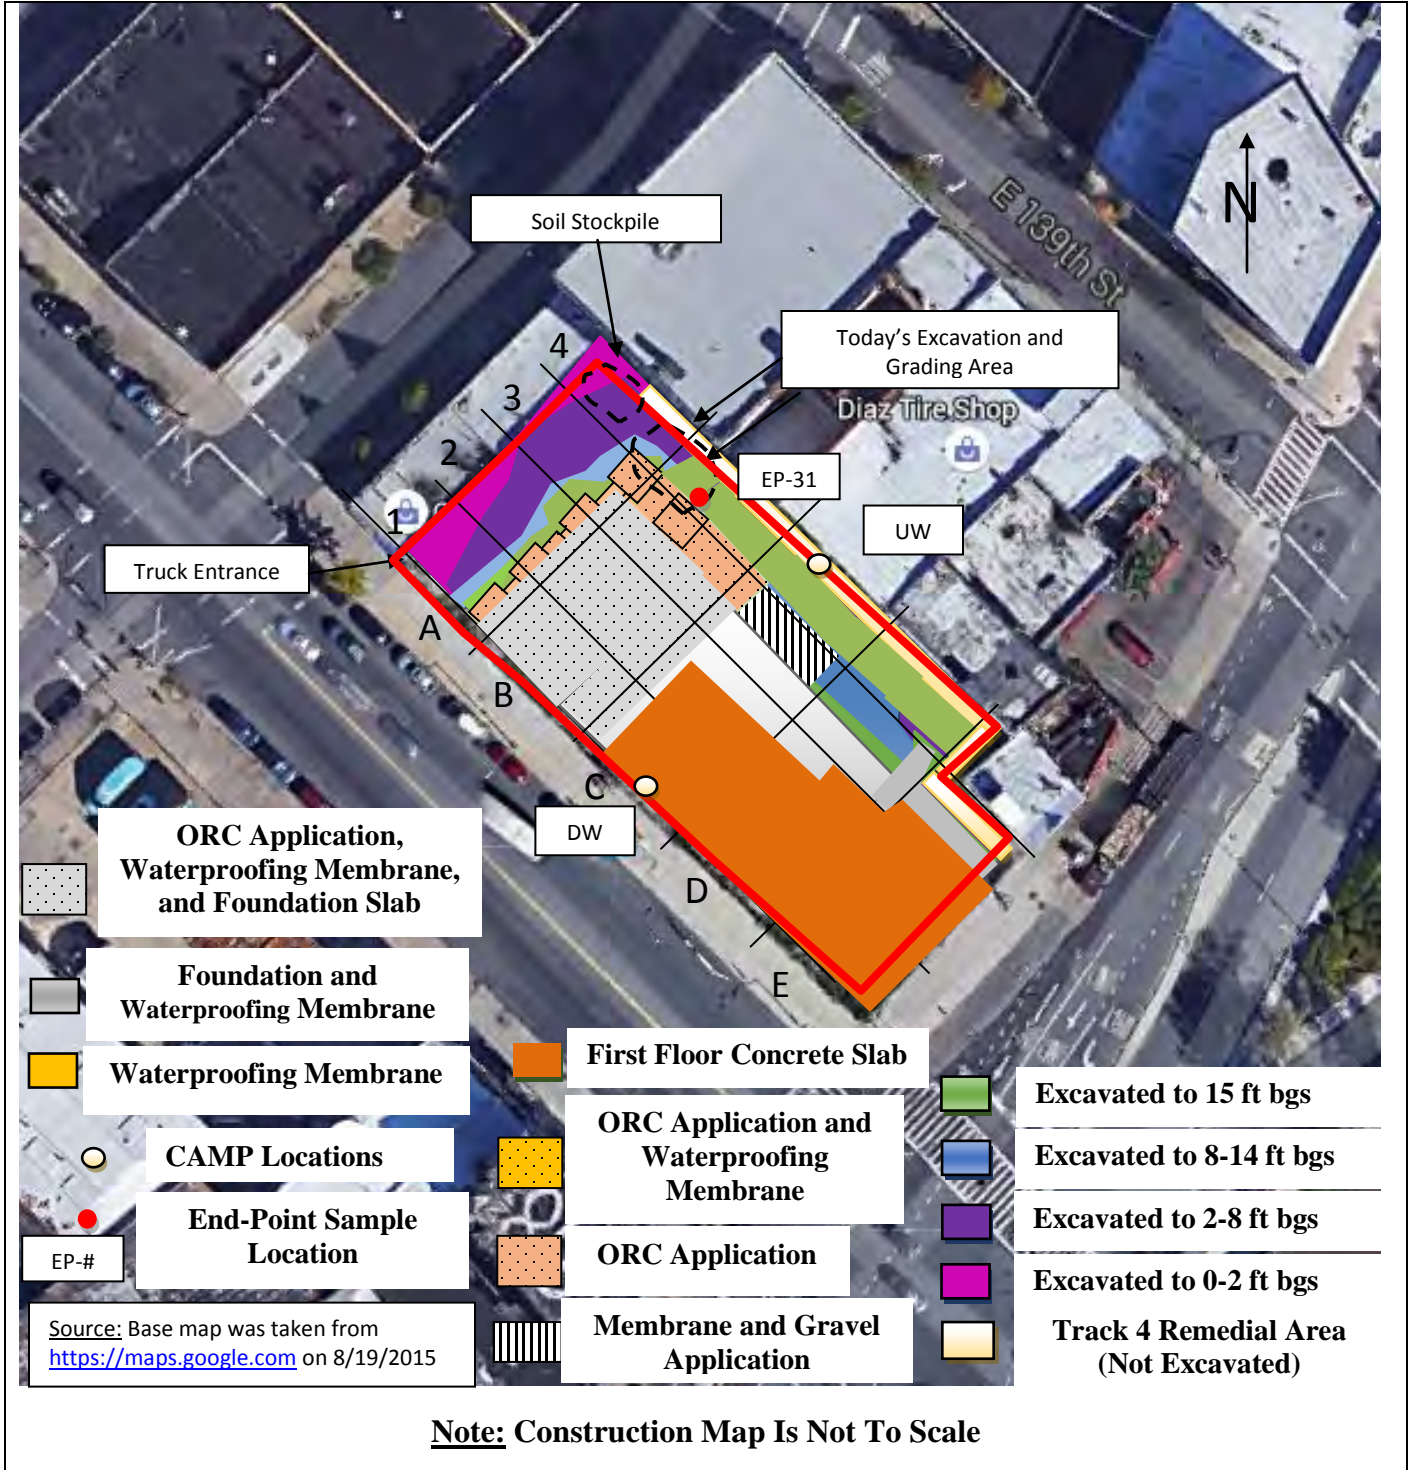 N
E 139th St
Soil Stockpile
Today's Excavation and
Grading Area
Diaz Tire Shop
4
3
2
1
EP-31
UW
Truck Entrance
A
B
C
DW
D
E
ORC Application,
Waterproofing Membrane,
and Foundation Slab
Foundation and
Waterproofing Membrane
Waterproofing Membrane
CAMP Locations
End-Point Sample
Location
EP-#
First Floor Concrete Slab
ORC Application and
Waterproofing
Membrane
ORC Application
Membrane and Gravel
Application
Excavated to 15 ft bgs
Excavated to 8-14 ft bgs
Excavated to 2-8 ft bgs
Excavated to 0-2 ft bgs
Track 4 Remedial Area
(Not Excavated)
Source: Base map was taken from
https://maps.google.com on 8/19/2015
Note: Construction Map Is Not To Scale